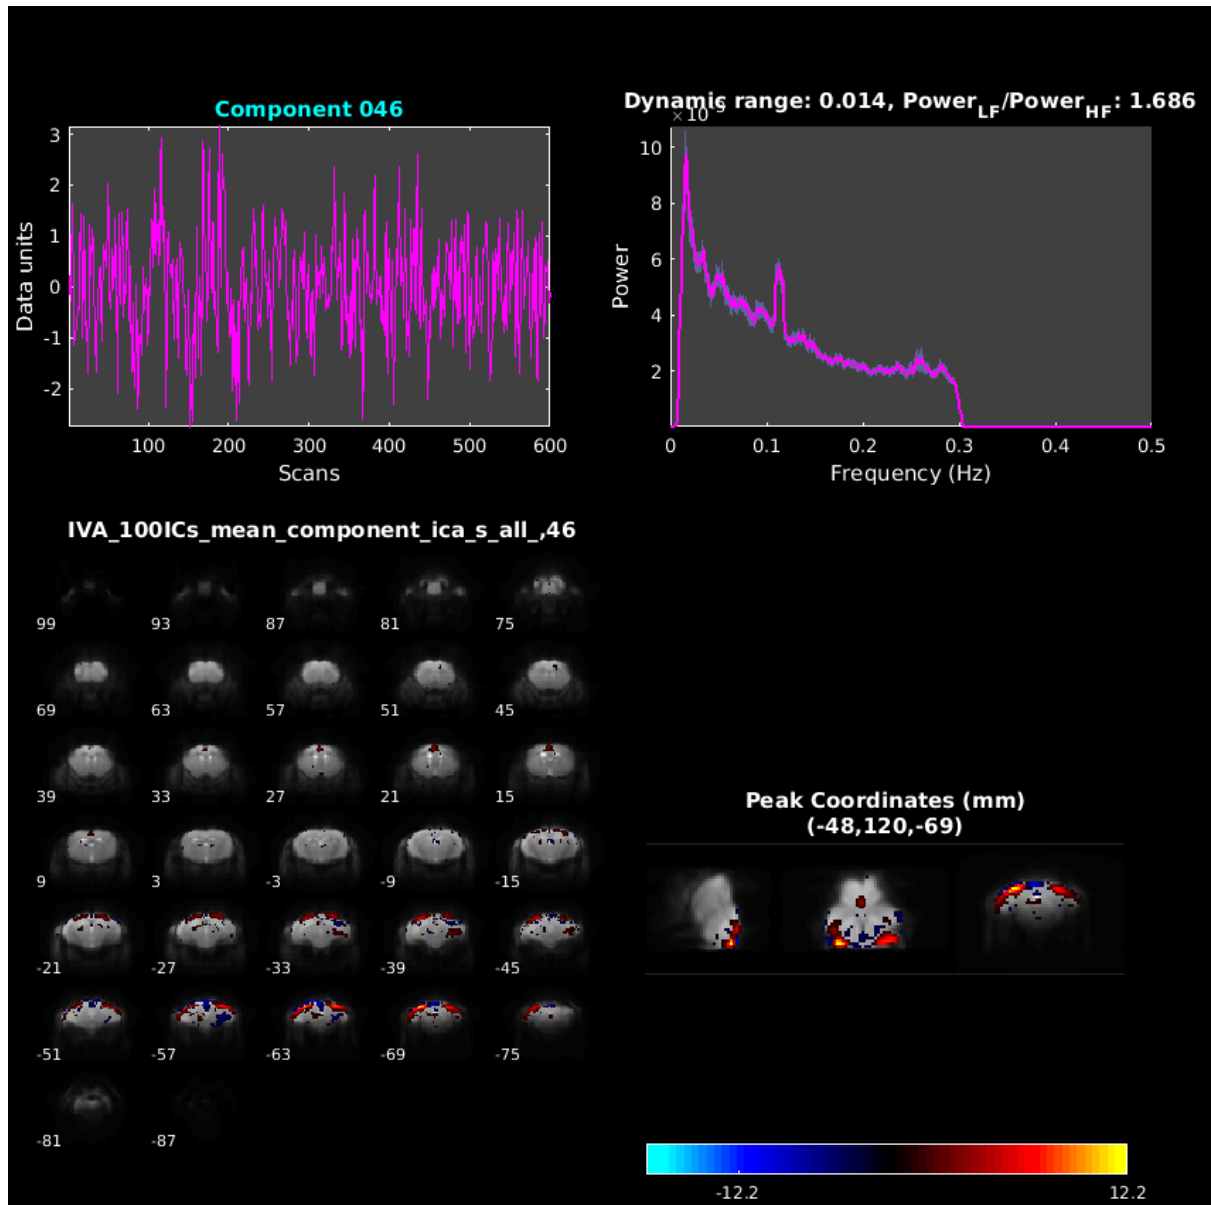 Component 046
3
2
1
0
-1
-2
Data units
100 200 300 400 500 600
Scans
Dynamic range: 0.014, Power_LF/Power_HF: 1.686
10
8
6
4
2
Power
0 0.1 0.2 0.3 0.4 0.5
Frequency (Hz)
IVA_100ICs_mean_component_ica_s_all_,46
99 93 87 81 75
69 63 57 51 45
39 33 27 21 15
9 3 -3 -9 -15
-21 -27 -33 -39 -45
-51 -57 -63 -69 -75
-81 -87
Peak Coordinates (mm)
(-48,120,-69)
-12.2 12.2